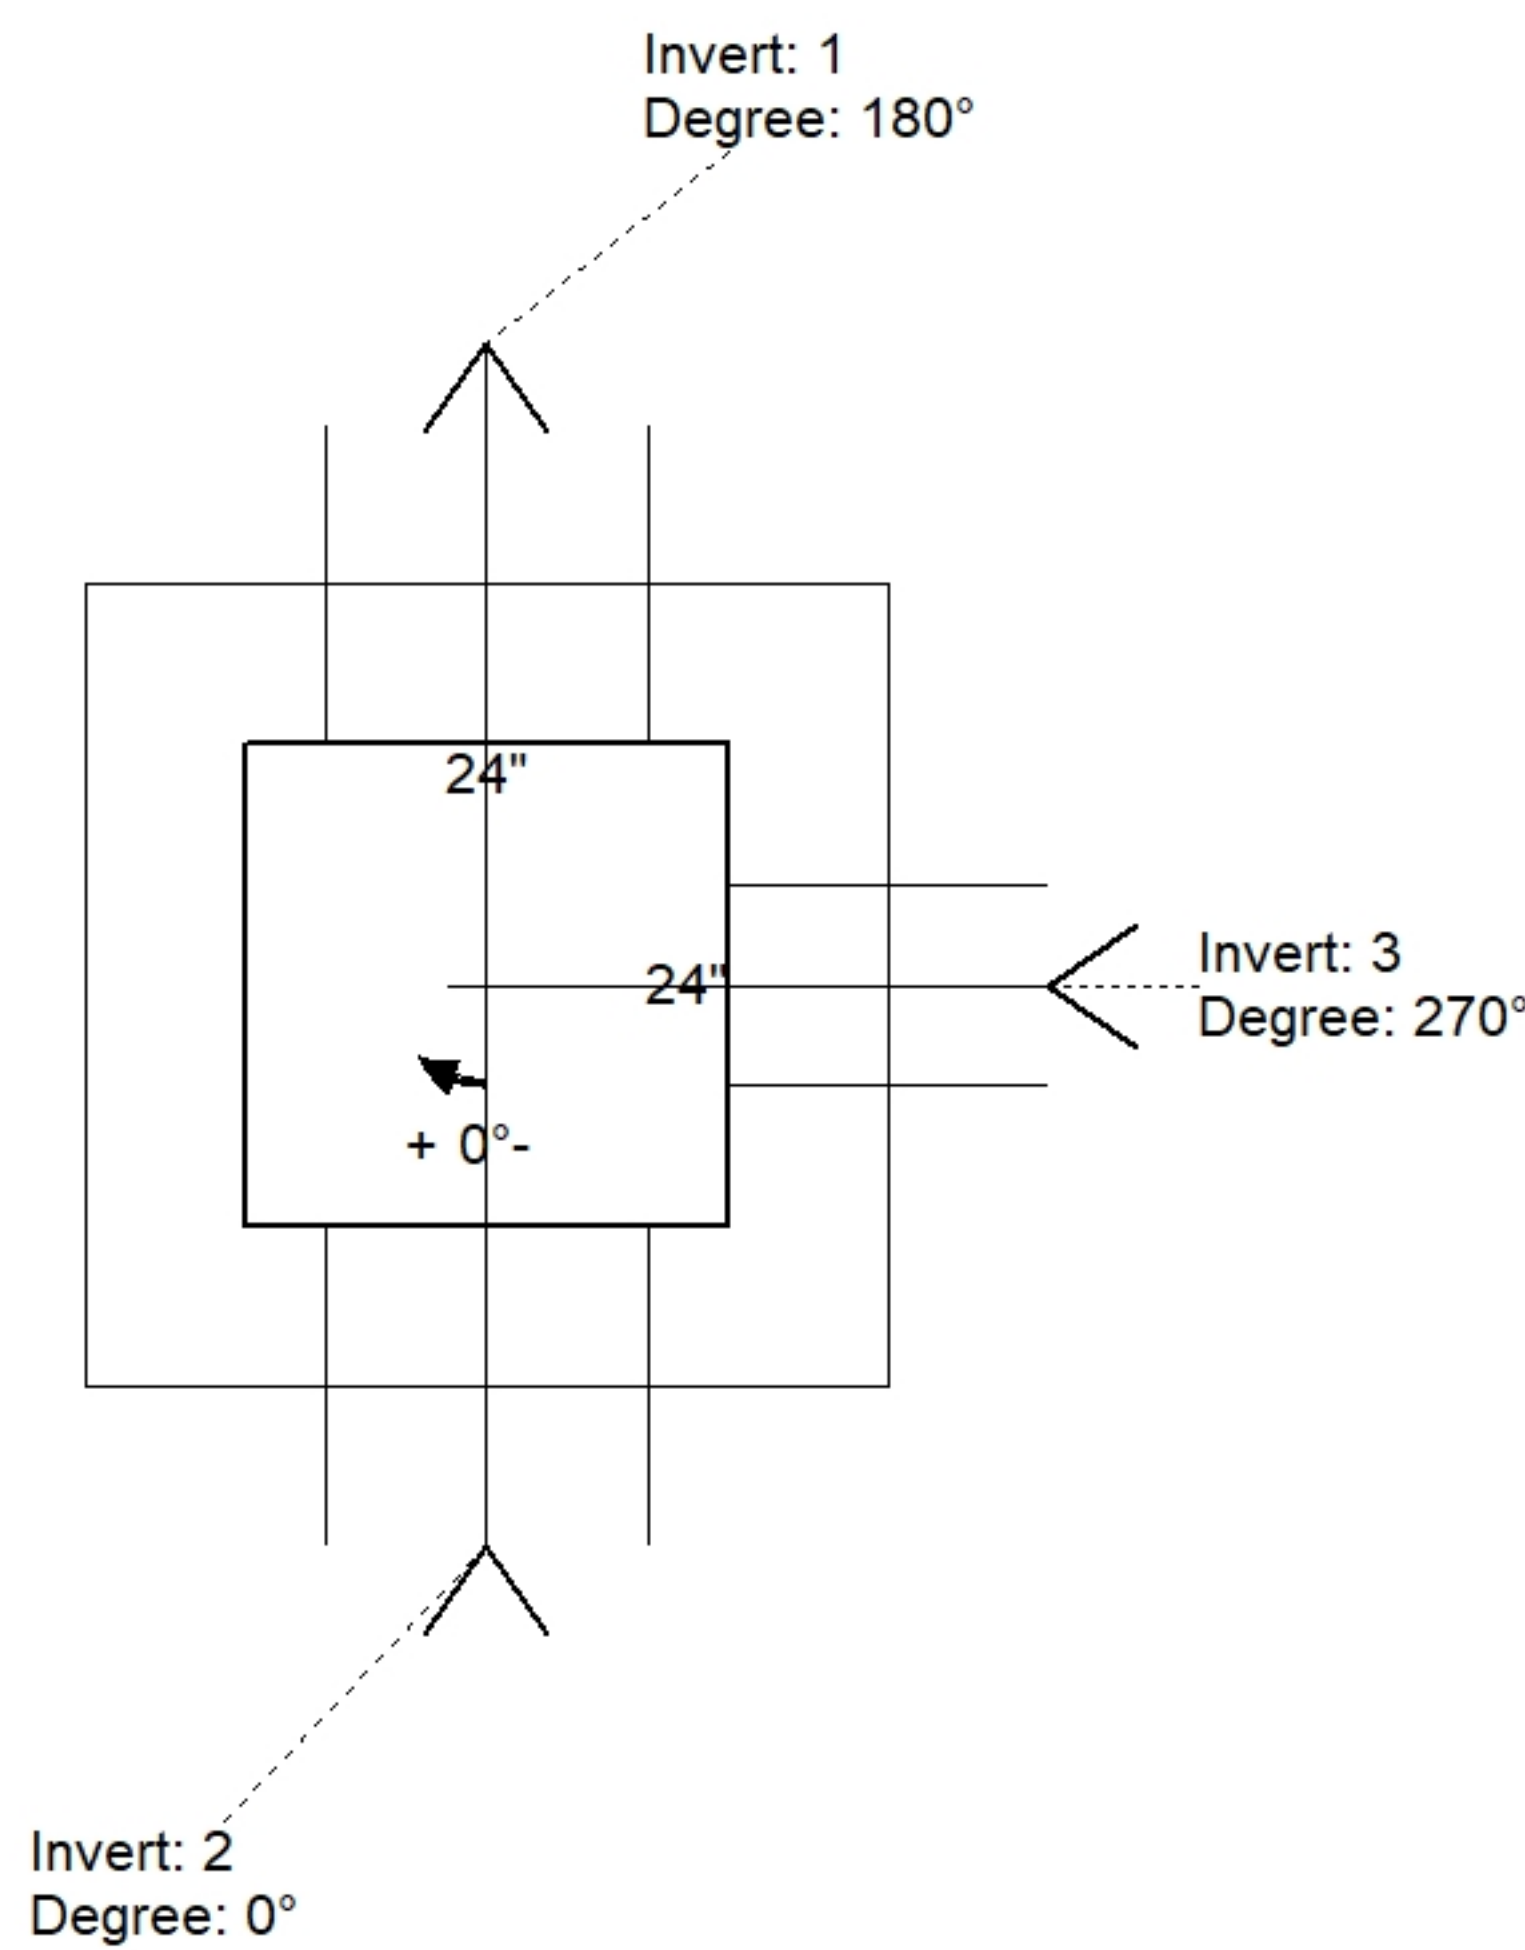 Invert: 1
Degree: 180°
24"
24"
Invert: 3
Degree: 270°
+ 0°-
Invert: 2
Degree: 0°